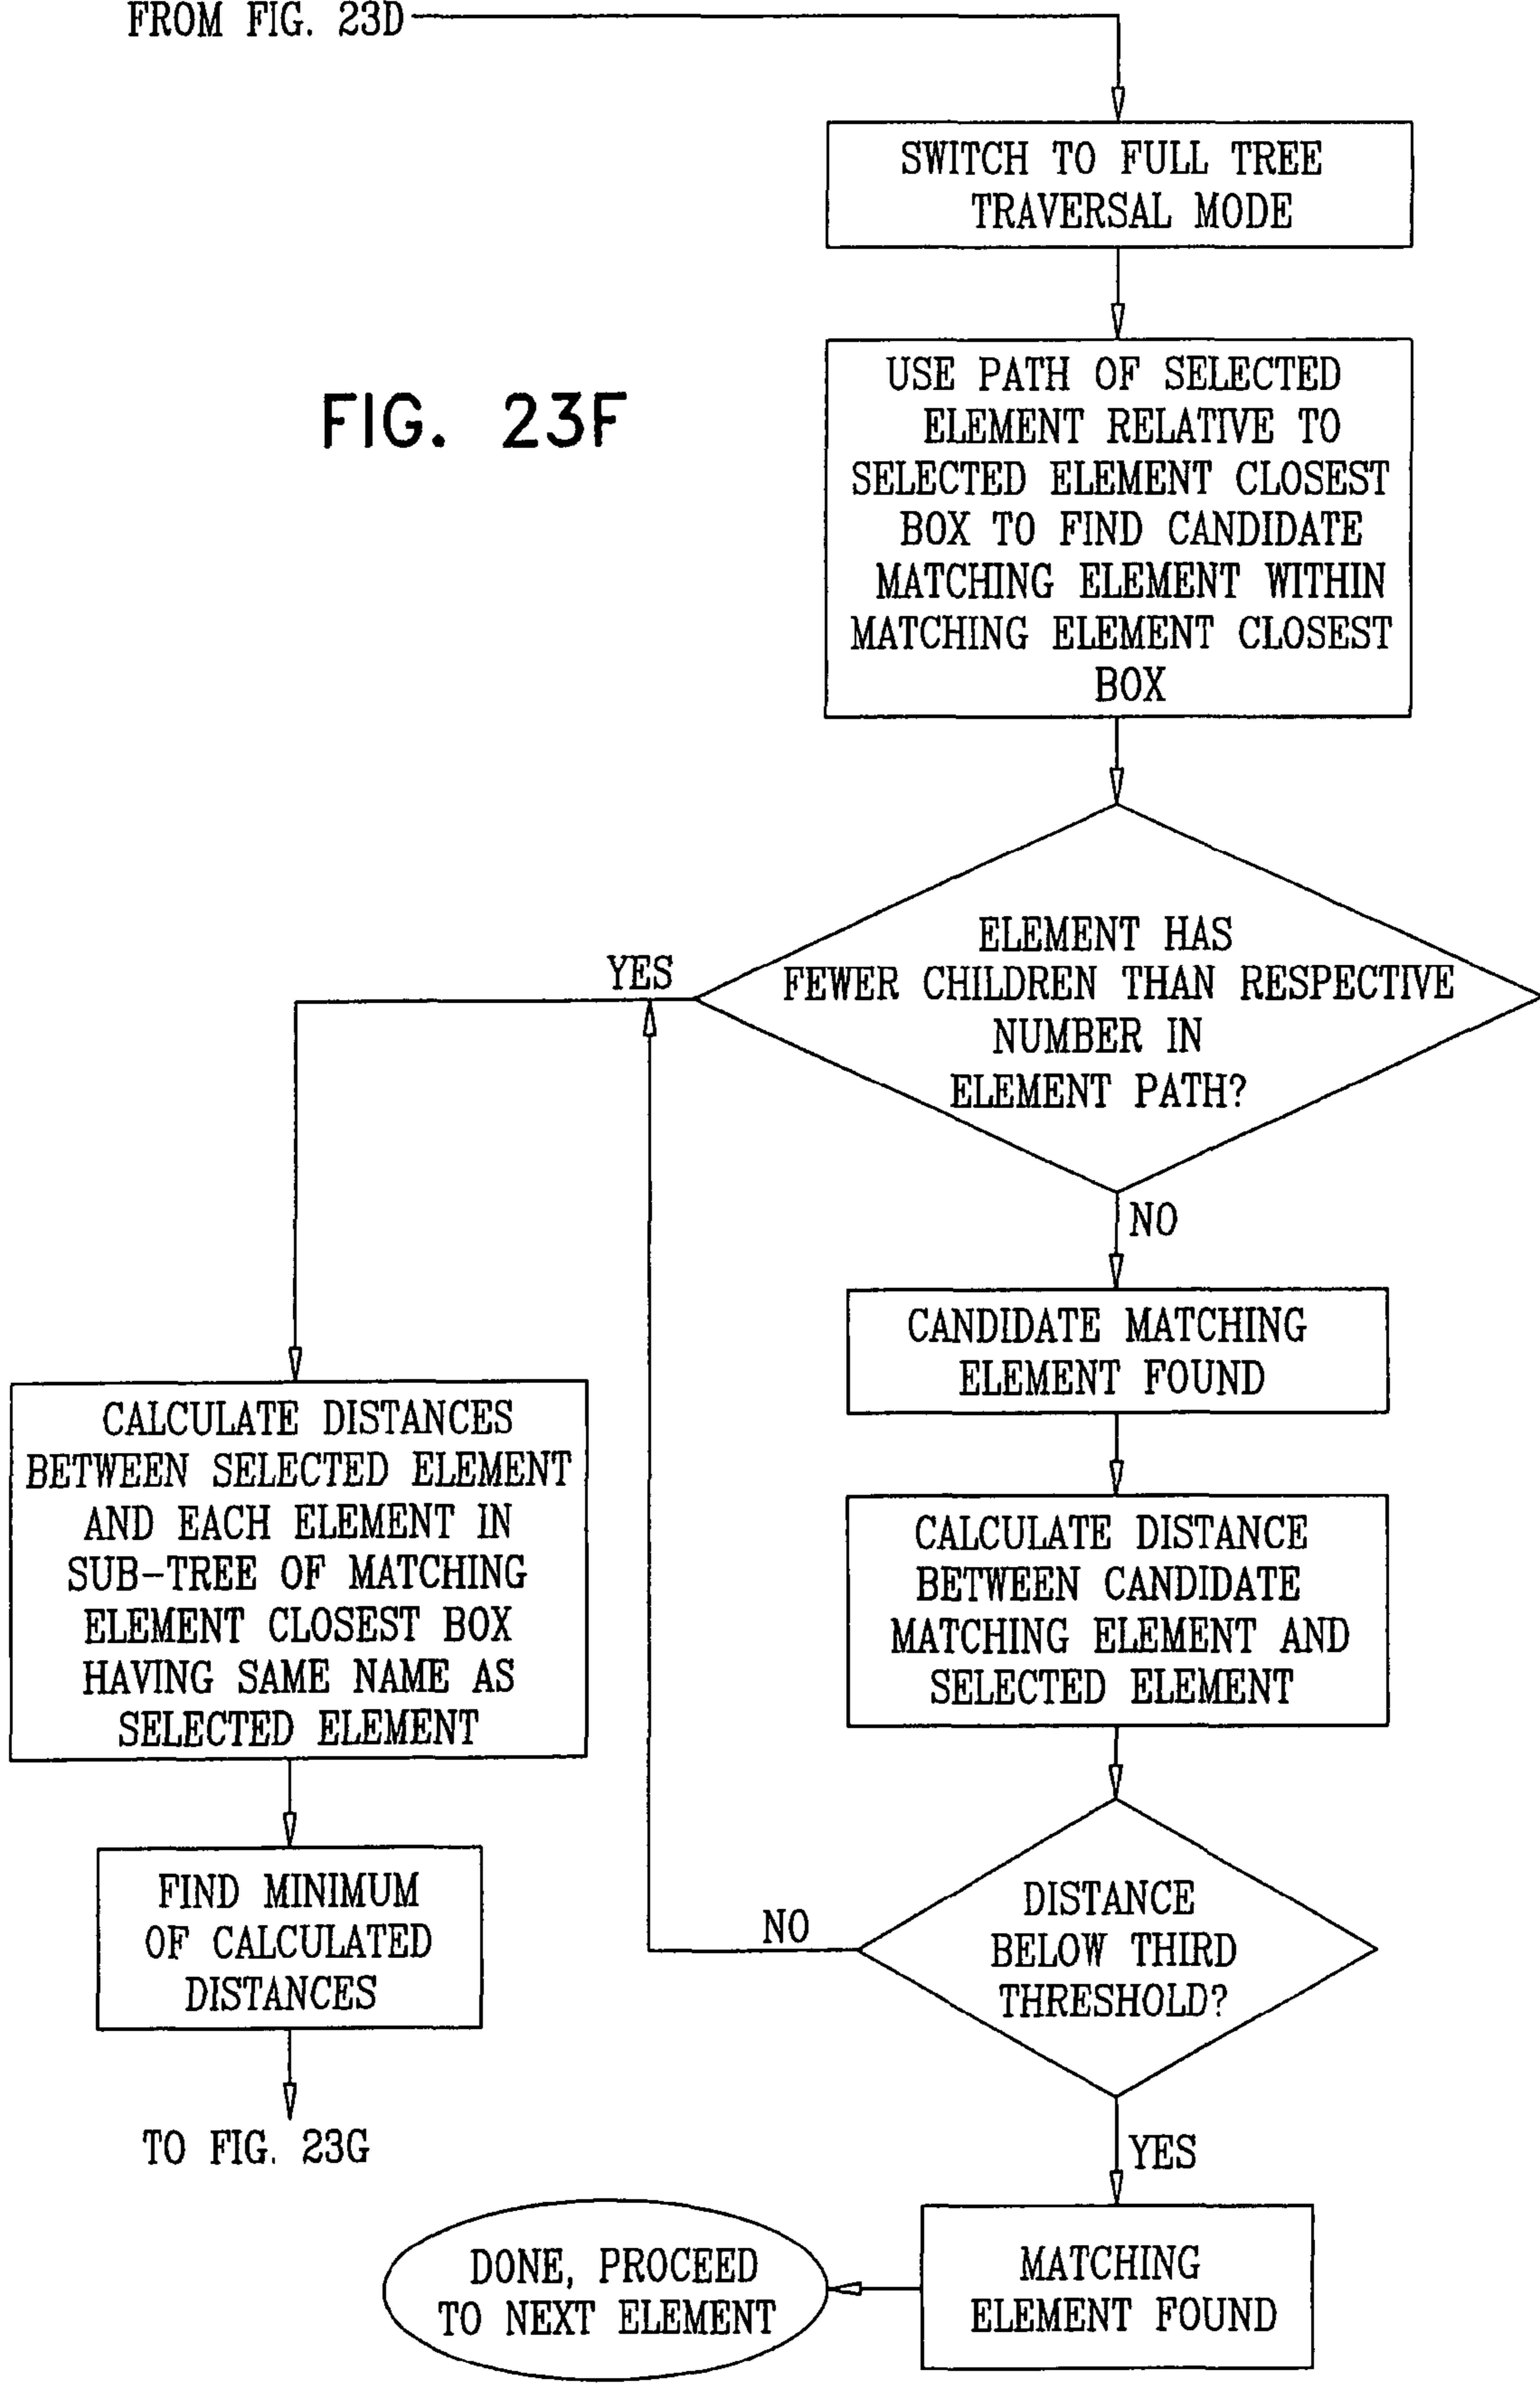 FROM FIG. 23D
SWITCH TO FULL TREE
TRAVERSAL MODE
FIG. 23F
USE PATH OF SELECTED
ELEMENT RELATIVE TO
SELECTED ELEMENT CLOSEST
BOX TO FIND CANDIDATE
MATCHING ELEMENT WITHIN
MATCHING ELEMENT CLOSEST
BOX
ELEMENT HAS
FEWER CHILDREN THAN RESPECTIVE
NUMBER IN
ELEMENT PATH?
YES
NO
CANDIDATE MATCHING
ELEMENT FOUND
CALCULATE DISTANCES
BETWEEN SELECTED ELEMENT
AND EACH ELEMENT IN
SUB-TREE OF MATCHING
ELEMENT CLOSEST BOX
HAVING SAME NAME AS
SELECTED ELEMENT
CALCULATE DISTANCE
BETWEEN CANDIDATE
MATCHING ELEMENT AND
SELECTED ELEMENT
FIND MINIMUM
OF CALCULATED
DISTANCES
DISTANCE
BELOW THIRD
THRESHOLD?
NO
TO FIG. 23G
YES
MATCHING
ELEMENT FOUND
DONE, PROCEED
TO NEXT ELEMENT